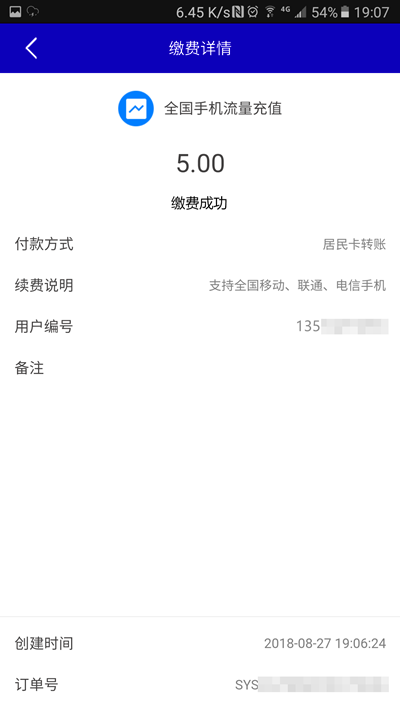 6.45 K/s 4G 54% 19:07
缴费详情
全国手机流量充值
5.00
缴费成功
付款方式 居民卡转账
续费说明 支持全国移动、联通、电信手机
用户编号 135
备注
创建时间 2018-08-27 19:06:24
订单号 SYS